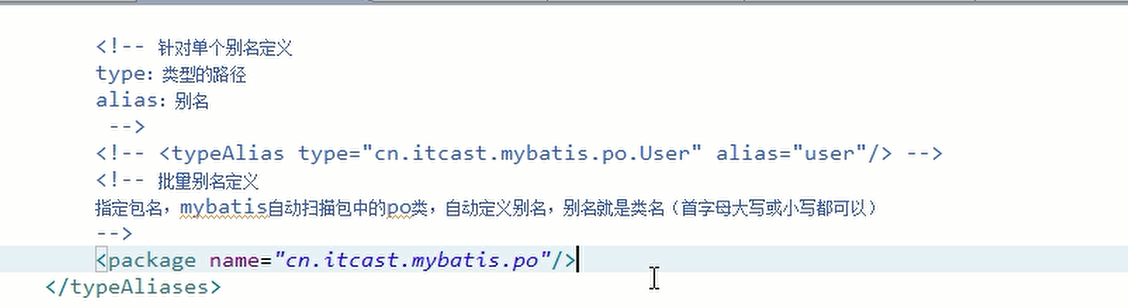 <!-- 针对单个别名定义
type：类型的路径
alias：别名
-->
<!-- <typeAlias type="cn.itcast.mybatis.po.User" alias="user"/> -->
<!-- 批量别名定义
指定包名，mybatis自动扫描包中的po类，自动定义别名，别名就是类名（首字母大写或小写都可以）
-->
<package name="cn.itcast.mybatis.po"/>
</typeAliases>